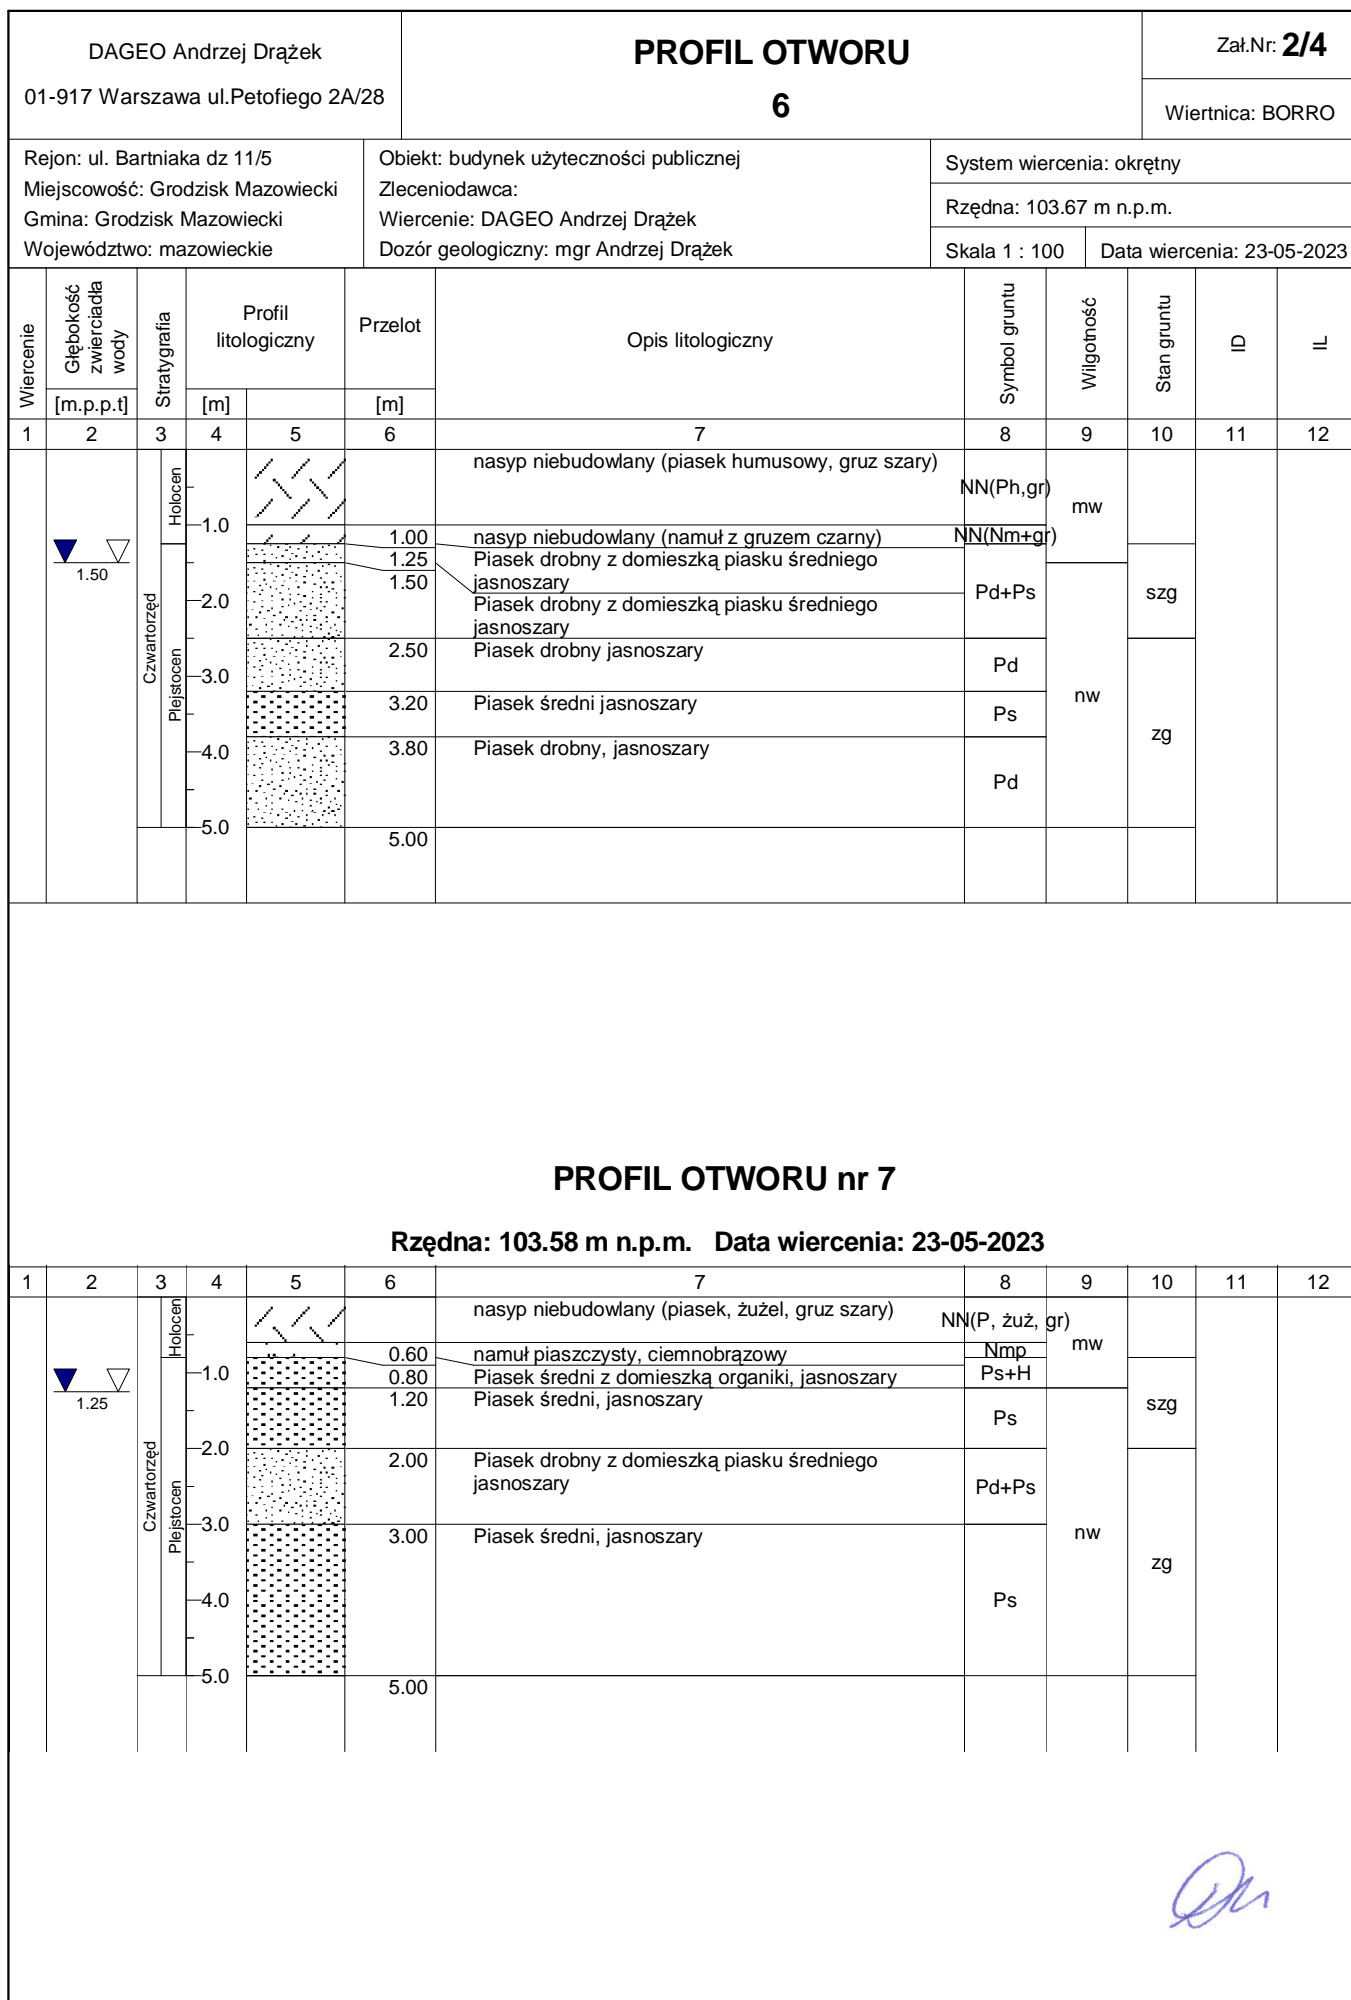 DAGEO Andrzej Drążek
01-917 Warszawa ul.Petofiego 2A/28
PROFIL OTWORU
6
Zał.Nr: 2/4
Wiertnica: BORRO
Rejon: ul. Bartniaka dz 11/5
Miejscowość: Grodzisk Mazowiecki
Gmina: Grodzisk Mazowiecki
Województwo: mazowieckie
Obiekt: budynek użyteczności publicznej
Zleceniodawca:
Wiercenie: DAGEO Andrzej Drążek
Dozór geologiczny: mgr Andrzej Drążek
System wiercenia: okrętny
Rzędna: 103.67 m n.p.m.
Skala 1 : 100 Data wiercenia: 23-05-2023
Wiercenie
Głębokość zwierciadła wody
[m.p.p.t]
Stratygrafia
Profil litologiczny
[m]
Przelot
[m]
Opis litologiczny
Symbol gruntu
Wilgotność
Stan gruntu
ID
IL
1 2 3 4 5 6 7 8 9 10 11 12
Holocen
Czwartorzęd
Plejstocen
1.50
1.0
2.0
3.0
4.0
5.0
nasyp niebudowlany (piasek humusowy, gruz szary)
NN(Ph,gr)
mw
1.00 nasyp niebudowlany (namuł z gruzem czarny) NN(Nm+gr)
1.25 Piasek drobny z domieszką piasku średniego
jasnoszary
1.50 Piasek drobny z domieszką piasku średniego
jasnoszary
Pd+Ps
szg
2.50 Piasek drobny jasnoszary Pd
3.20 Piasek średni jasnoszary Ps
nw
3.80 Piasek drobny, jasnoszary Pd
zg
5.00
PROFIL OTWORU nr 7
Rzędna: 103.58 m n.p.m. Data wiercenia: 23-05-2023
1 2 3 4 5 6 7 8 9 10 11 12
Holocen
Czwartorzęd
Plejstocen
1.25
1.0
2.0
3.0
4.0
5.0
nasyp niebudowlany (piasek, żużel, gruz szary) NN(P, żuż, gr)
mw
0.60 namuł piaszczysty, ciemnobrązowy Nmp
0.80 Piasek średni z domieszką organiki, jasnoszary Ps+H
1.20 Piasek średni, jasnoszary Ps
szg
2.00 Piasek drobny z domieszką piasku średniego
jasnoszary
Pd+Ps
3.00 Piasek średni, jasnoszary Ps
nw
zg
5.00